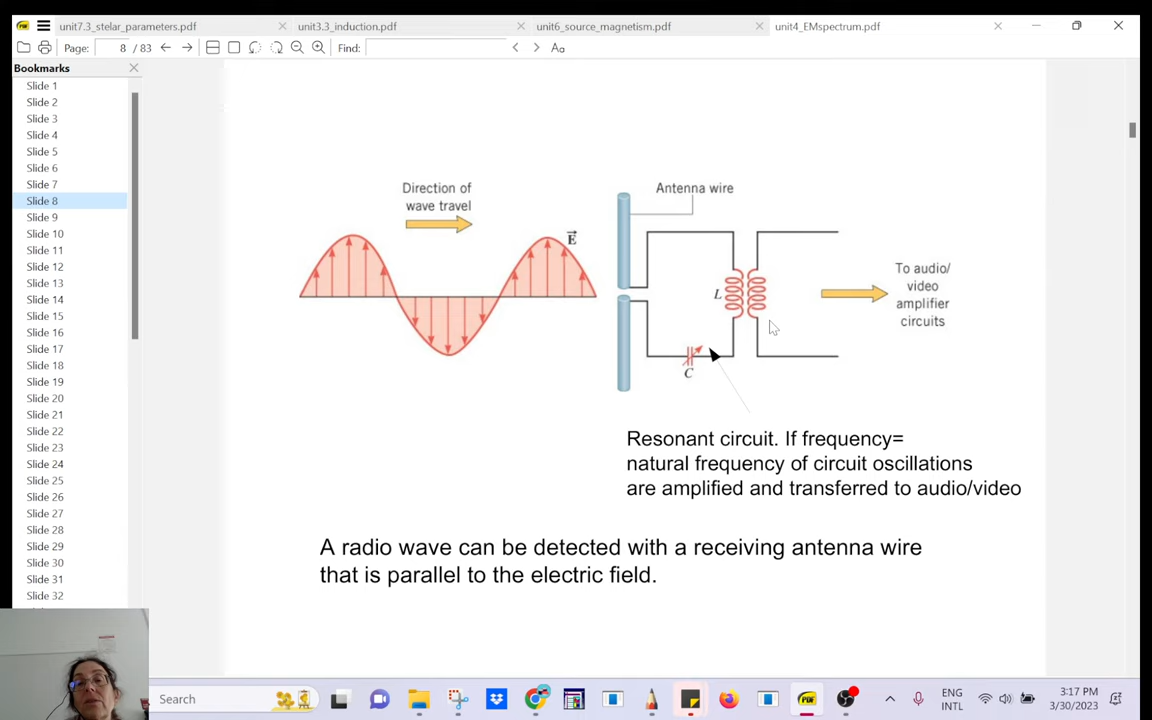 unit7.3_stelar_parameters.pdf
unit3.3_induction.pdf
unit6_source_magnetism.pdf
unit4_EMspectrum.pdf
Page: 8 / 83
Find:
Aa
Bookmarks
Slide 1
Slide 2
Slide 3
Slide 4
Slide 5
Slide 6
Slide 7
Slide 8
Slide 9
Slide 10
Slide 11
Slide 12
Slide 13
Slide 14
Slide 15
Slide 16
Slide 17
Slide 18
Slide 19
Slide 20
Slide 21
Slide 22
Slide 23
Slide 24
Slide 25
Slide 26
Slide 27
Slide 28
Slide 29
Slide 30
Slide 31
Slide 32
Direction of
wave travel
E
Antenna wire
L
C
To audio/
video
amplifier
circuits
Resonant circuit. If frequency=
natural frequency of circuit oscillations
are amplified and transferred to audio/video
A radio wave can be detected with a receiving antenna wire
that is parallel to the electric field.
Search
ENG
INTL
3:17 PM
3/30/2023